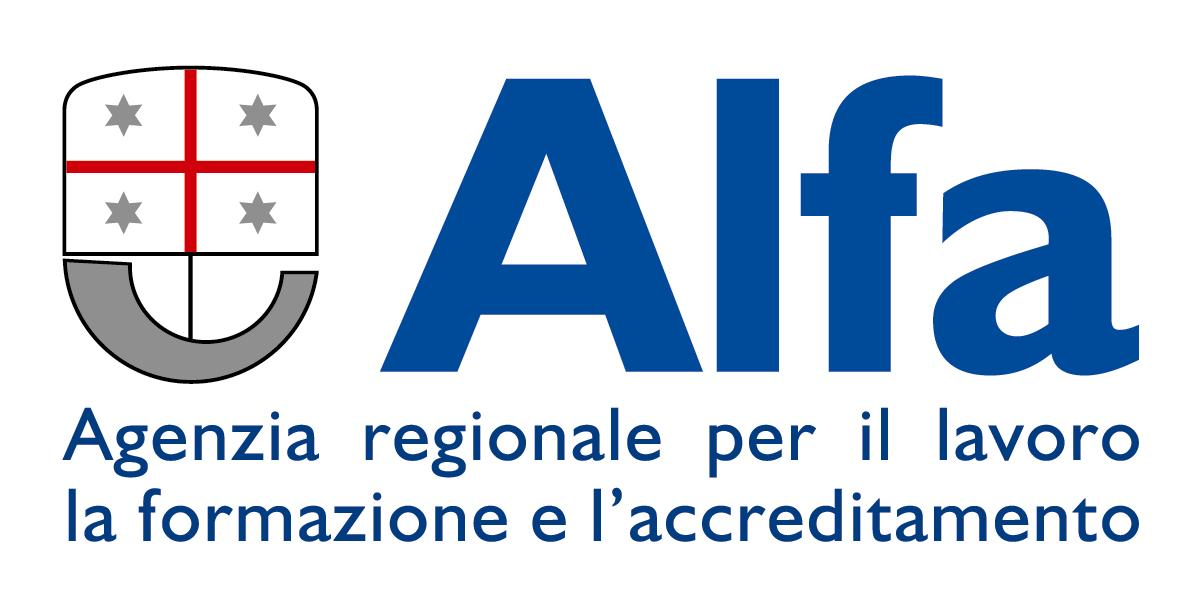 Alfa
Agenzia regionale per il lavoro
la formazione e l’accreditamento